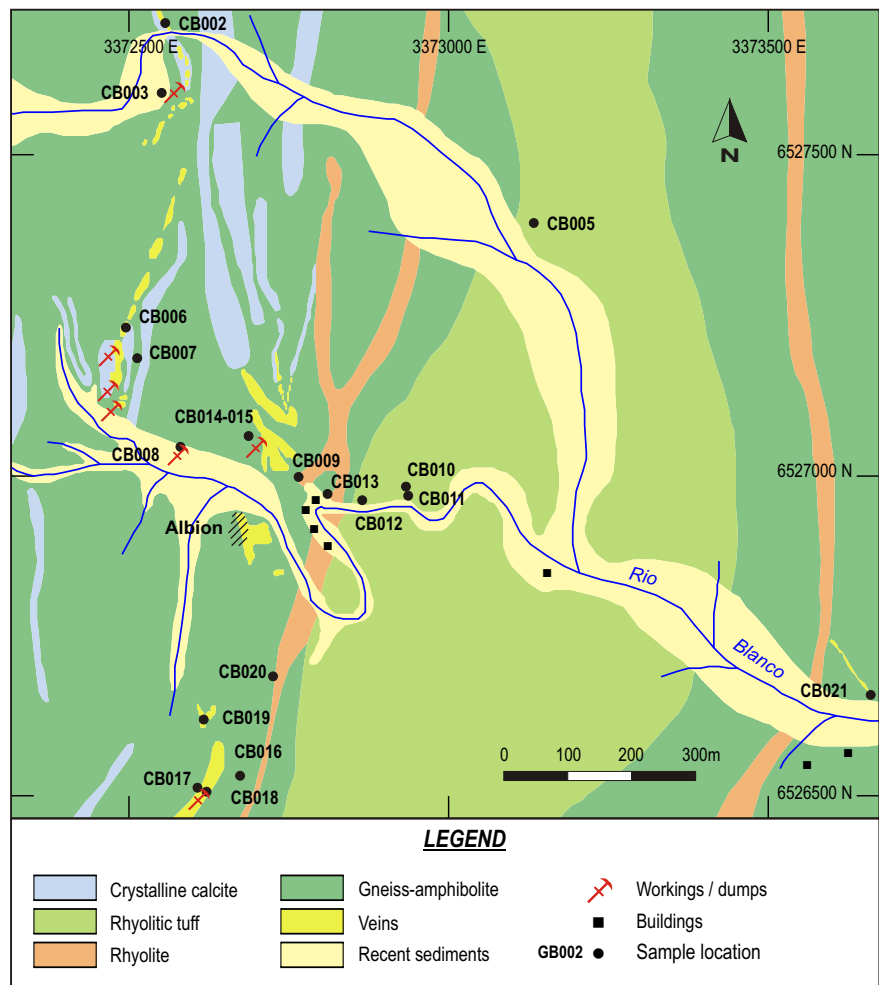 CB002
3372500 E 3373000 E 3373500 E
CB003
N
6527500 N
CB005
CB006
CB007
CB014-015
CB008
CB009
CB010
6527000 N
CB013
CB011
CB012
Albion
Rio
Blanco
CB020
CB021
CB019
CB016
0 100 200 300m
CB017
CB018
6526500 N
LEGEND
Crystalline calcite
Gneiss-amphibolite
Workings / dumps
Rhyolitic tuff
Veins
Buildings
Rhyolite
Recent sediments
GB002 Sample location